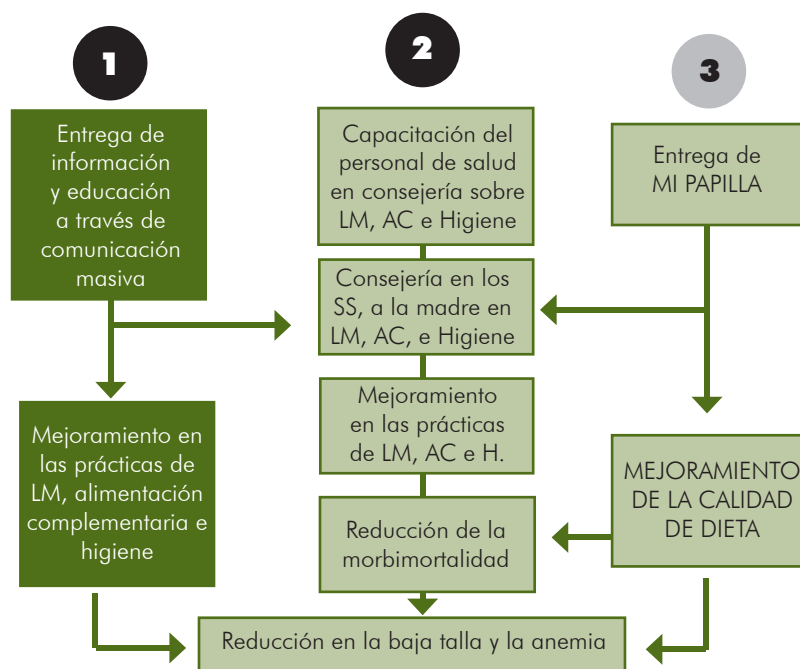 1
2
3
Entrega de
información
y educación
a través de
comunicación
masiva
Capacitación del
personal de salud
en consejería sobre
LM, AC e Higiene
Entrega de
MI PAPILLA
Consejería en los
SS, a la madre en
LM, AC, e Higiene
Mejoramiento en
las prácticas de
LM, alimentación
complementaria e
higiene
Mejoramiento
en las prácticas
de LM, AC e H.
MEJORAMIENTO
DE LA CALIDAD
DE DIETA
Reducción de la
morbimortalidad
Reducción en la baja talla y la anemia